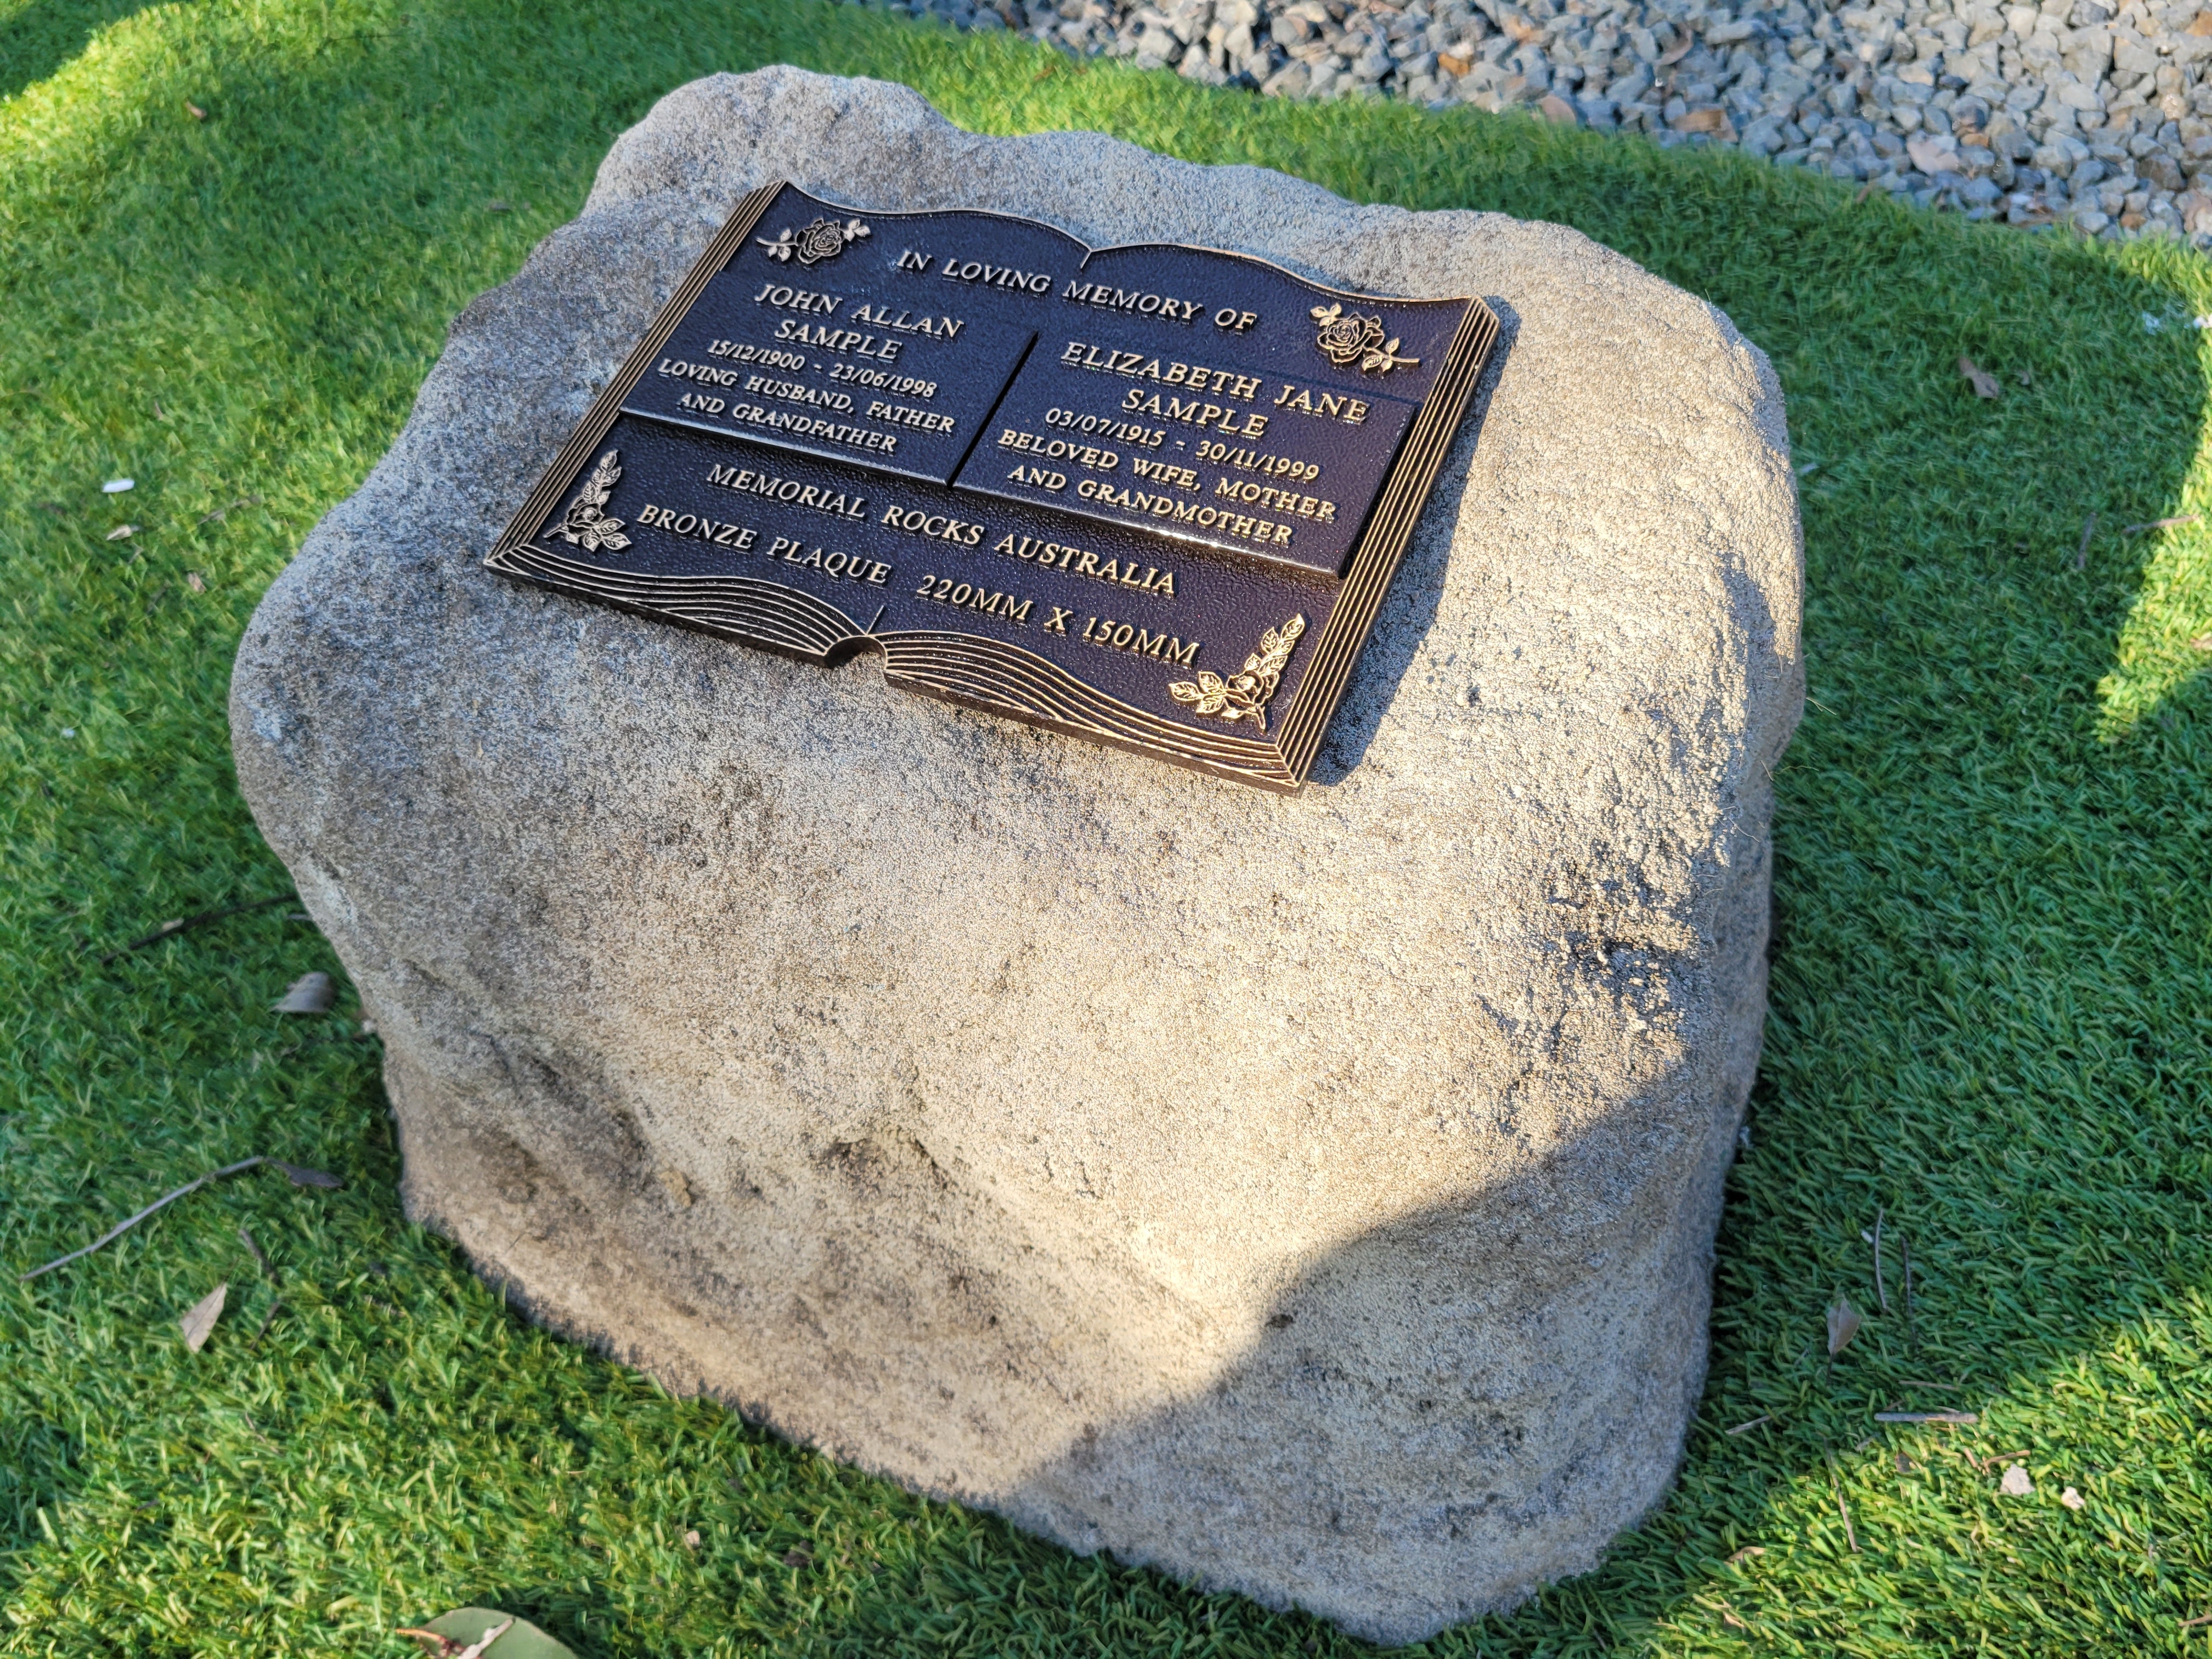 IN LOVING MEMORY OF
JOHN ALLAN
SAMPLE
15/12/1900 - 23/06/1998
LOVING HUSBAND, FATHER
AND GRANDFATHER
ELIZABETH JANE
SAMPLE
03/07/1915 - 30/11/1999
BELOVED WIFE, MOTHER
AND GRANDMOTHER
MEMORIAL ROCKS AUSTRALIA
BRONZE PLAQUE 220MM X 150MM